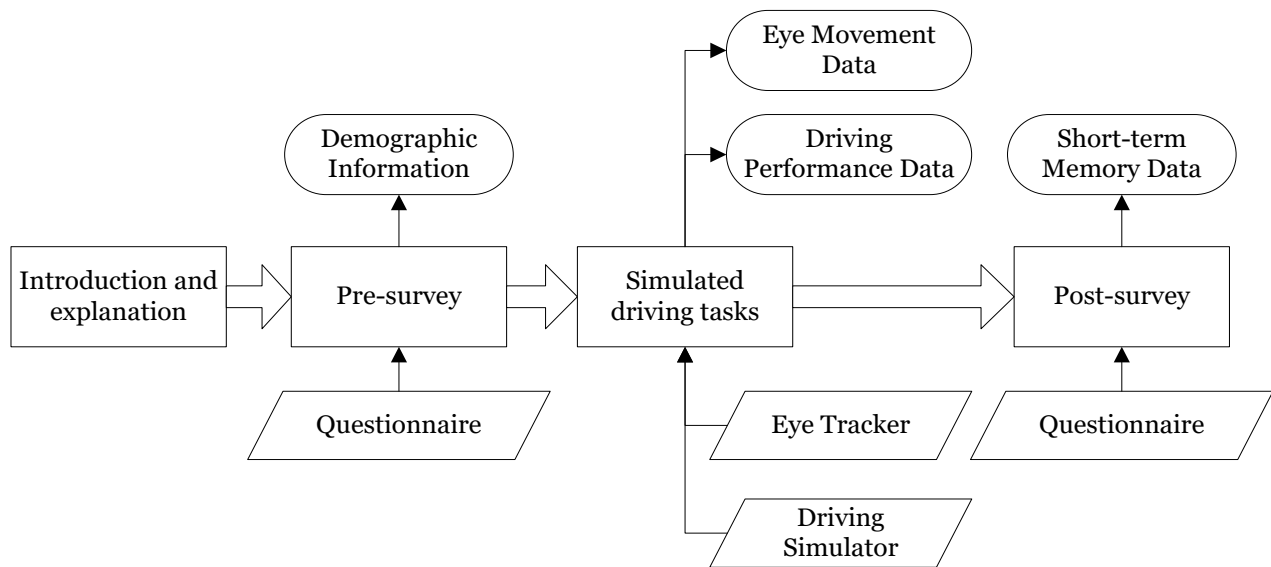 Eye Movement
Data
Demographic
Information
Driving
Performance Data
Short-term
Memory Data
Introduction and
explanation
Pre-survey
Simulated
driving tasks
Post-survey
Questionnaire
Eye Tracker
Questionnaire
Driving
Simulator